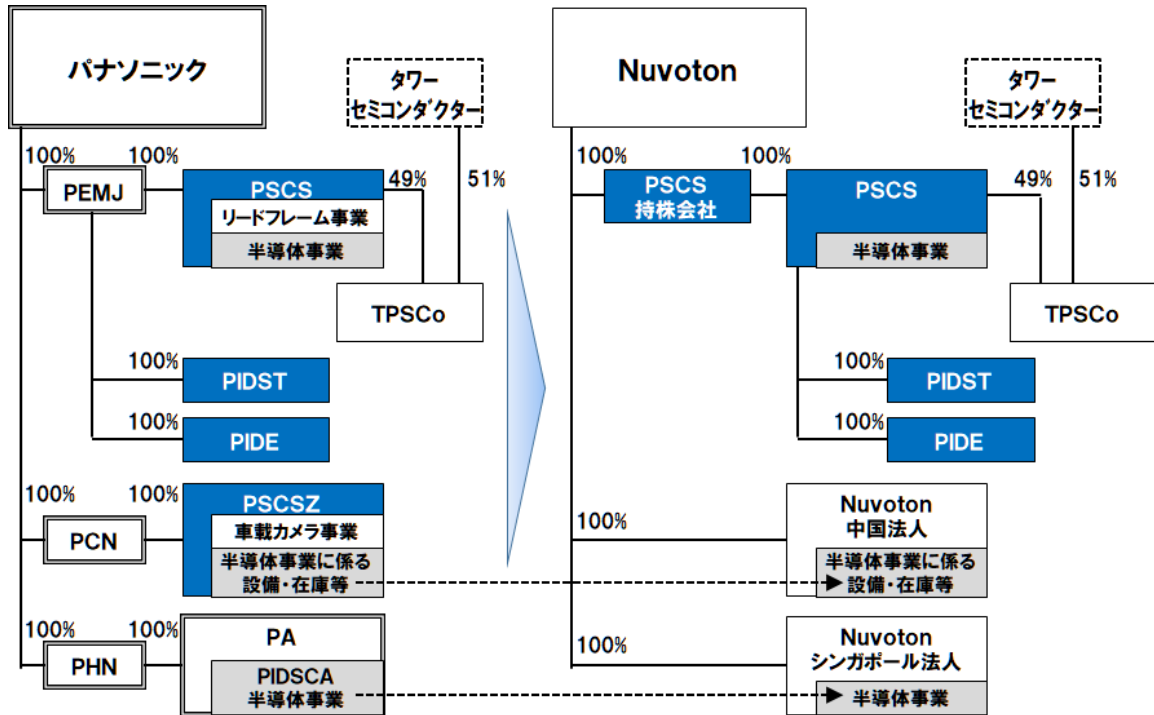 パナソニック
タワー
セミコンダクター
100%
100%
PEMJ
PSCS
リードフレーム事業
半導体事業
49%
51%
TPSCo
100%
PIDST
100%
PIDE
100%
100%
PCN
PSCSZ
車載カメラ事業
半導体事業に係る
設備・在庫等
100%
100%
PHN
PA
PIDSCA
半導体事業
Nuvoton
タワー
セミコンダクター
100%
100%
PSCS
持株会社
PSCS
半導体事業
49%
51%
TPSCo
100%
PIDST
100%
PIDE
100%
Nuvoton
中国法人
半導体事業に係る
設備・在庫等
100%
Nuvoton
シンガポール法人
半導体事業